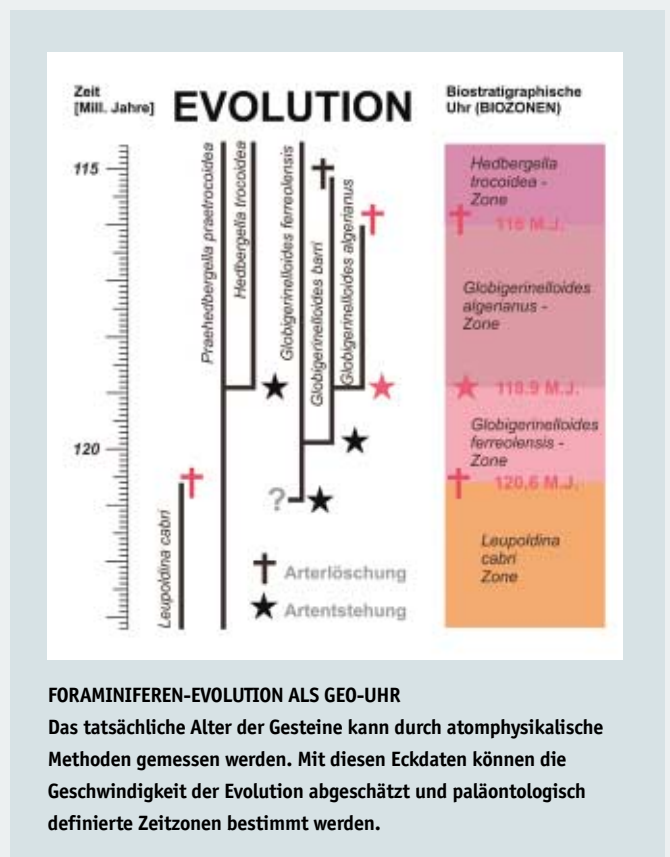 Zeit
[Mill. Jahre]
EVOLUTION
Biostratigraphische
Uhr (BIOZONEN)
115
120
Leupoldina cabri
Praehedbergella praetrocoidea
Hedbergella trocoidea
Globigerinelloides ferreolensis
Globigerinelloides barri
Globigerinelloides algerianus
?
Arterlöschung
Artentstehung
Hedbergella
trocoidea -
Zone
116 M.J.
Globigerinelloides
algerianus -
Zone
118.9 M.J.
Globigerinelloides
ferreolensis -
Zone
120.6 M.J.
Leupoldina
cabri
Zone
FORAMINIFEREN-EVOLUTION ALS GEO-UHR
Das tatsächliche Alter der Gesteine kann durch atomphysikalische
Methoden gemessen werden. Mit diesen Eckdaten können die
Geschwindigkeit der Evolution abgeschätzt und paläontologisch
definierte Zeitzonen bestimmt werden.